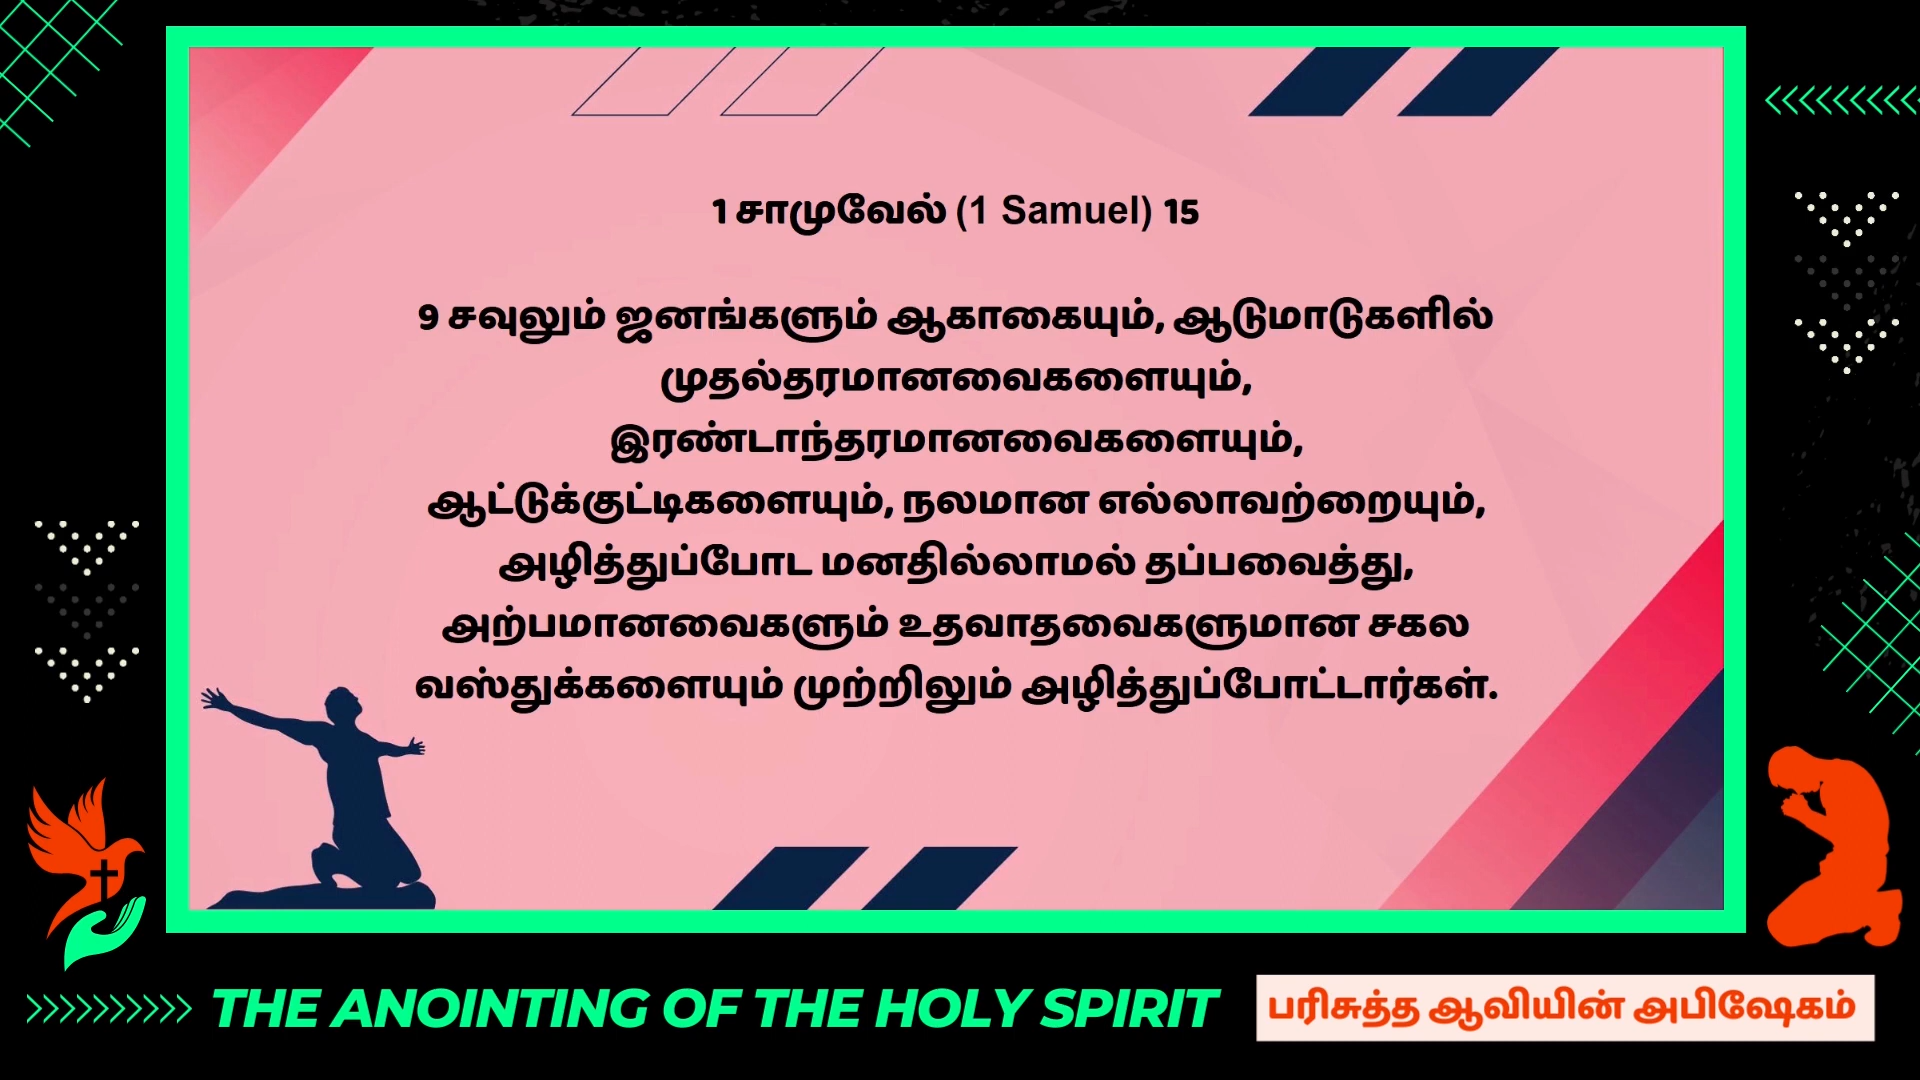 1 சாமுவேல் (1 Samuel) 15
9 சவுலும் ஜனங்களும் ஆகாகையும், ஆடுமாடுகளில்
முதல்தரமானவைகளையும்,
இரண்டாந்தரமானவைகளையும்,
ஆட்டுக்குட்டிகளையும், நலமான எல்லாவற்றையும்,
அழித்துப்போட மனதில்லாமல் தப்பவைத்து,
அற்பமானவைகளும் உதவாதவைகளுமான சகல
வஸ்துக்களையும் முற்றிலும் அழித்துப்போட்டார்கள்.
THE ANOINTING OF THE HOLY SPIRIT
பரிசுத்த ஆவியின் அபிஷேகம்